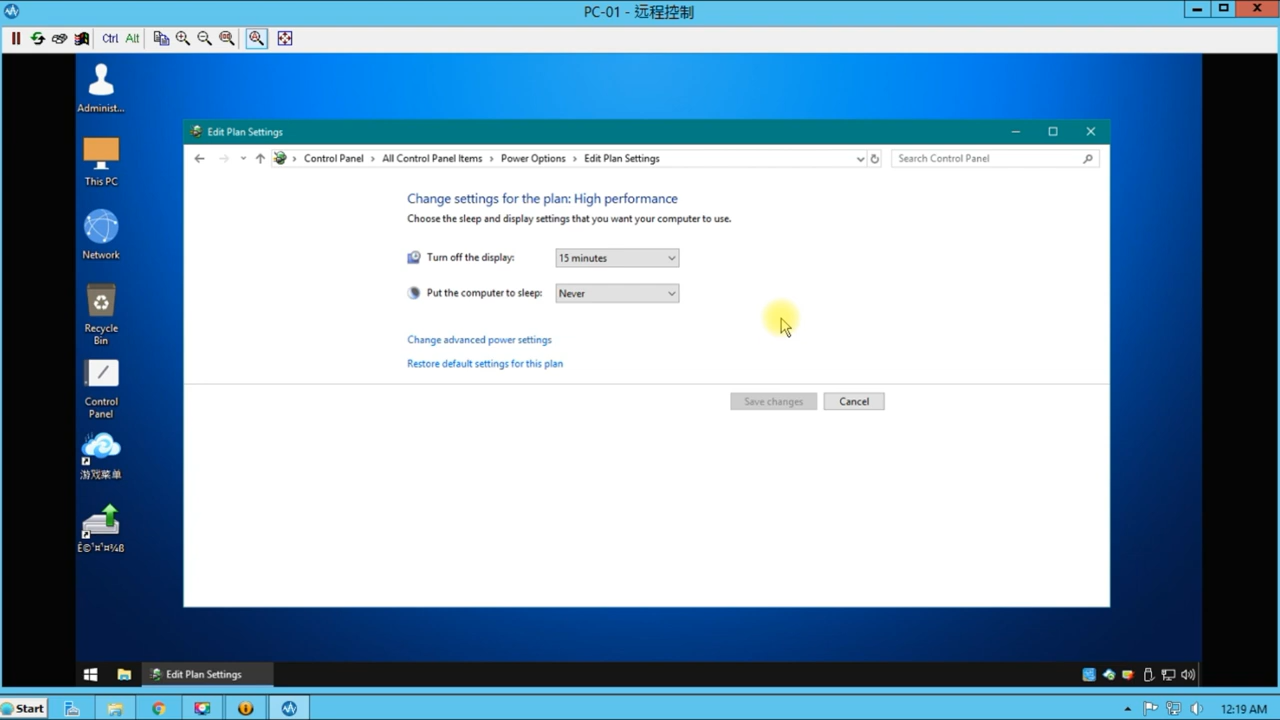 PC-01 - 远程控制
Ctrl Alt
Administ...
This PC
Network
Recycle
Bin
Control
Panel
游戏菜单
Ê©¹¤¹¤¾ß
Edit Plan Settings
Control Panel > All Control Panel Items > Power Options > Edit Plan Settings
Search Control Panel
Change settings for the plan: High performance
Choose the sleep and display settings that you want your computer to use.
Turn off the display: 15 minutes
Put the computer to sleep: Never
Change advanced power settings
Restore default settings for this plan
Save changes Cancel
Edit Plan Settings
Start
12:19 AM